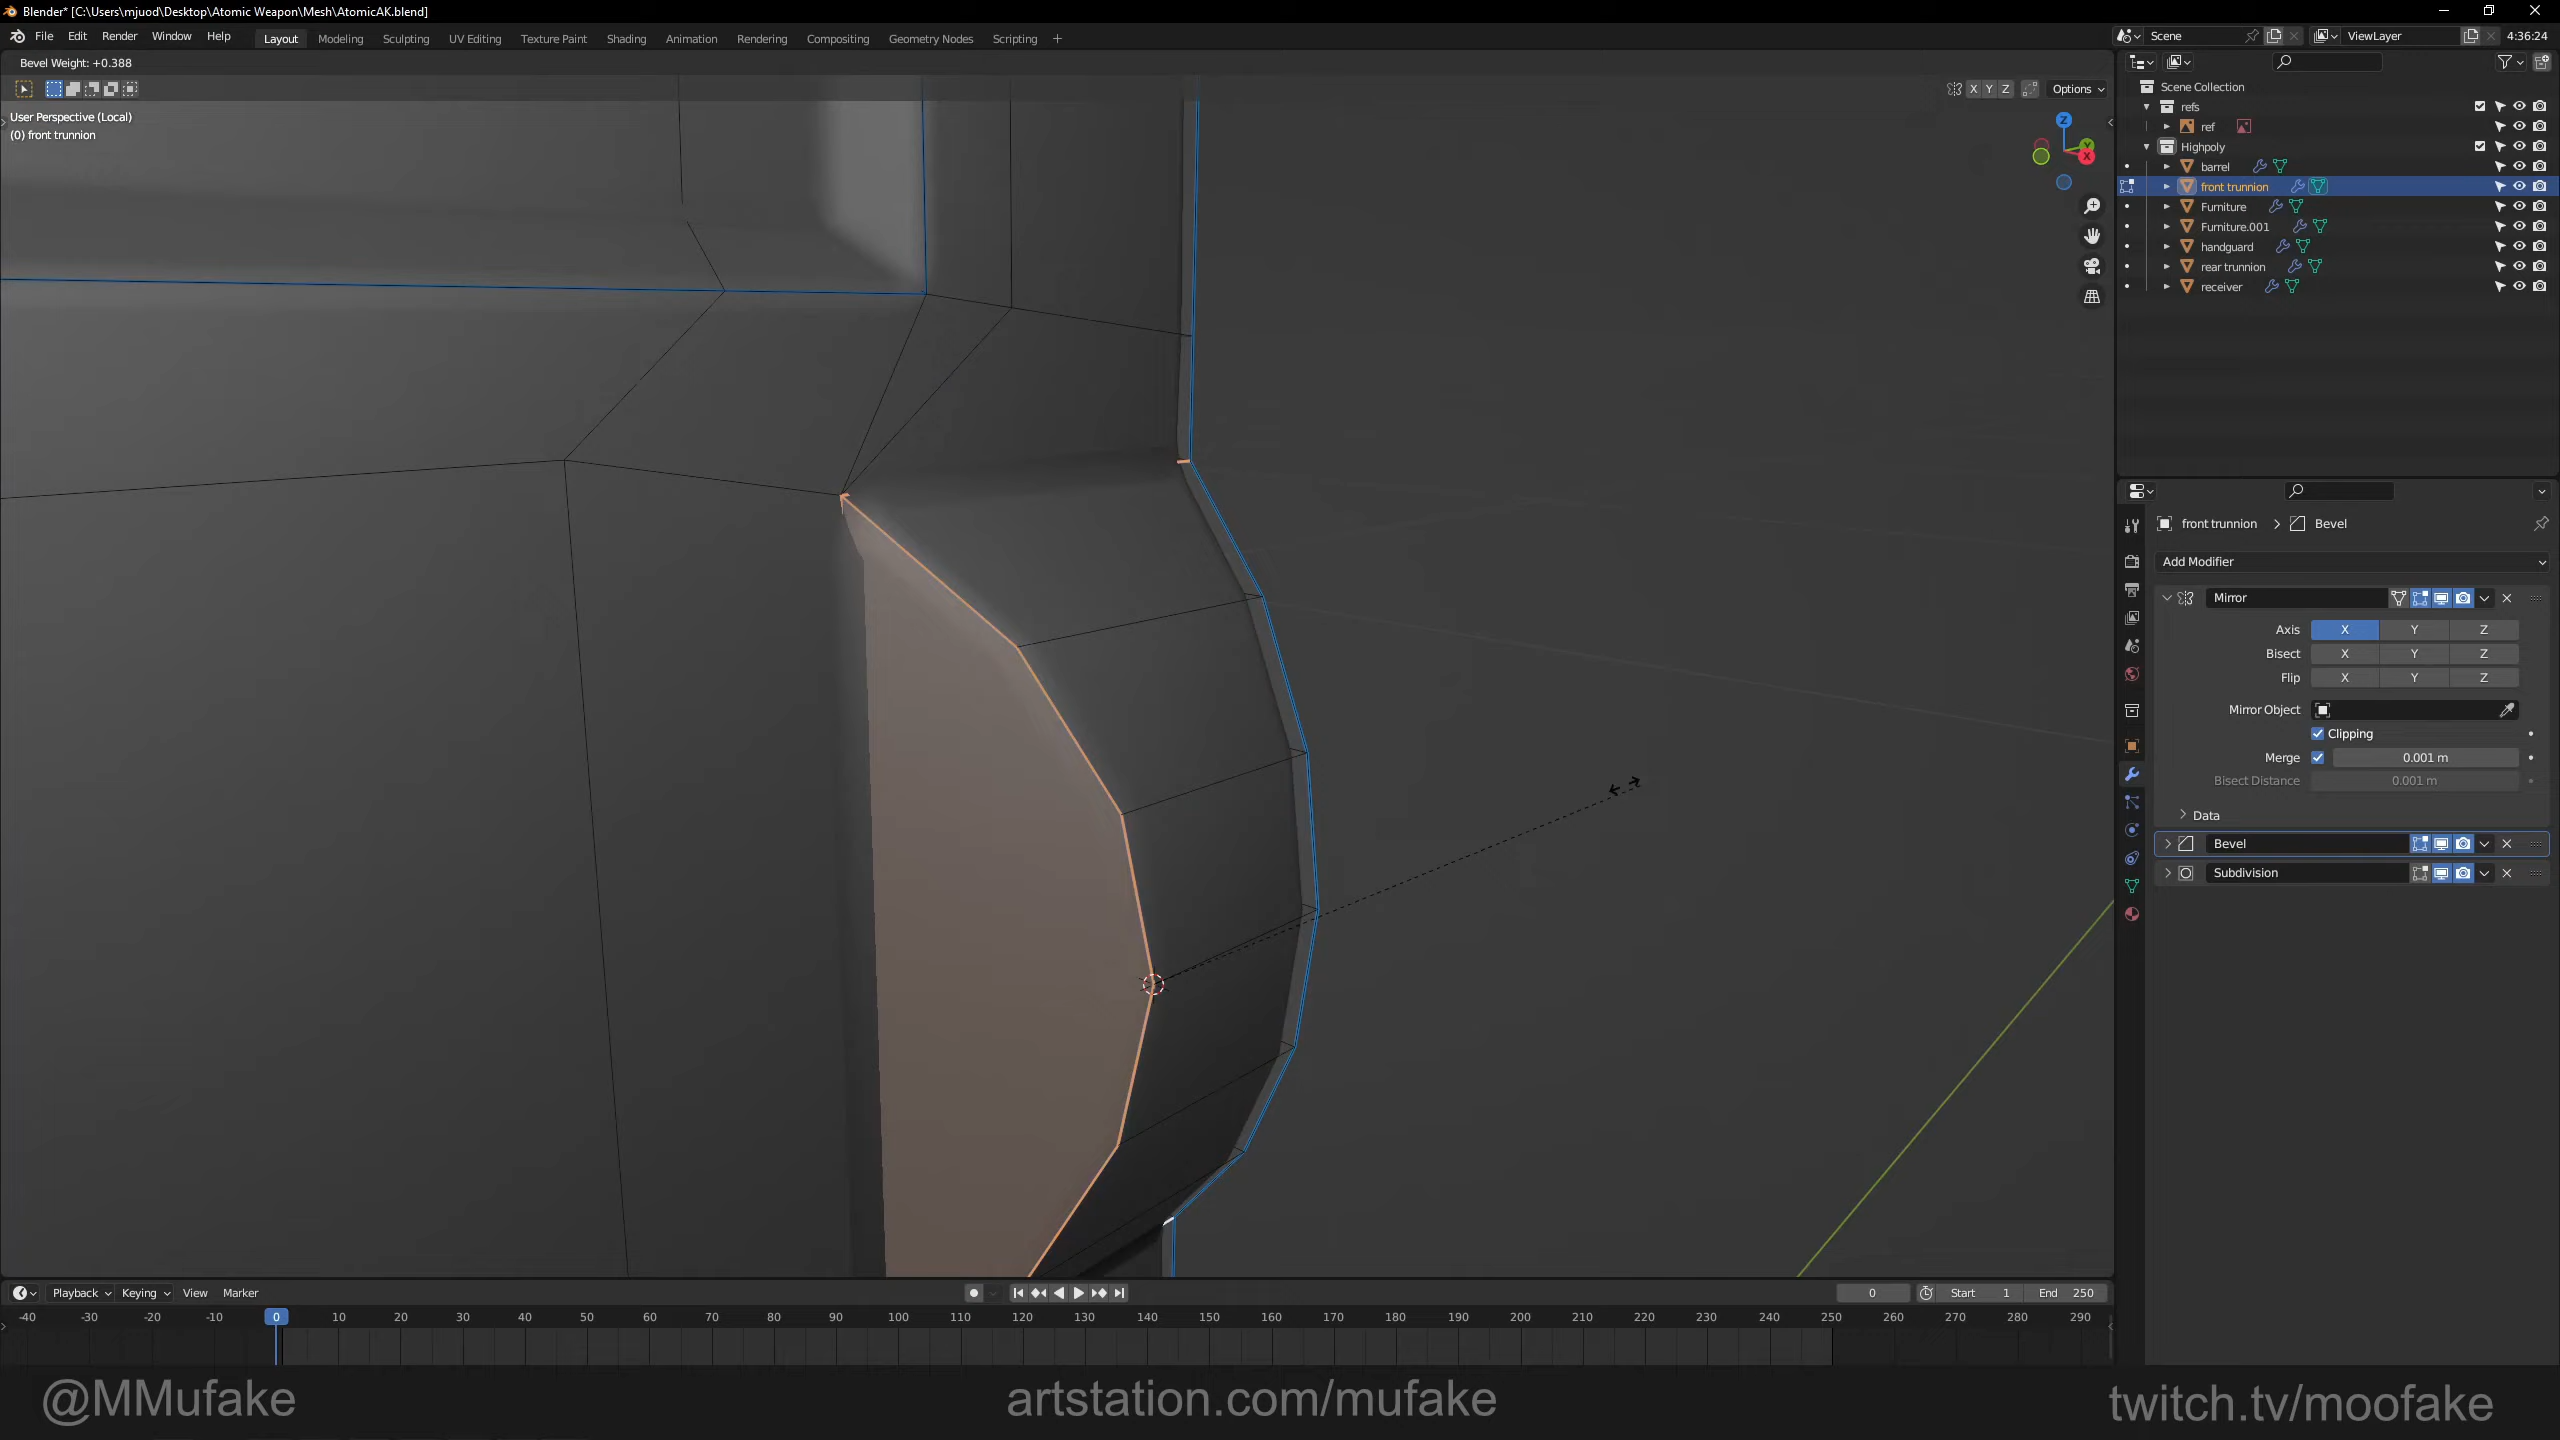 Blender* [C:\Users\mjuod\Desktop\Atomic Weapon\Mesh\AtomicAK.blend]
File Edit Render Window Help Layout Modeling Sculpting UV Editing Texture Paint Shading Animation Rendering Compositing Geometry Nodes Scripting + Scene ViewLayer 4:36:24
Bevel Weight: +0.388
X Y Z Options
User Perspective (Local)
(0) front trunnion
Z
Y
X
Scene Collection
refs
ref
Highpoly
barrel
front trunnion
Furniture
Furniture.001
handguard
rear trunnion
receiver
front trunnion > Bevel
Add Modifier
Mirror
Axis X Y Z
Bisect X Y Z
Flip X Y Z
Mirror Object
Clipping
Merge 0.001 m
Bisect Distance 0.001 m
Data
Bevel
Subdivision
Playback Keying View Marker 0 Start 1 End 250
-40 -30 -20 -10 0 10 20 30 40 50 60 70 80 90 100 110 120 130 140 150 160 170 180 190 200 210 220 230 240 250 260 270 280 290
@MMufake artstation.com/mufake twitch.tv/moofake